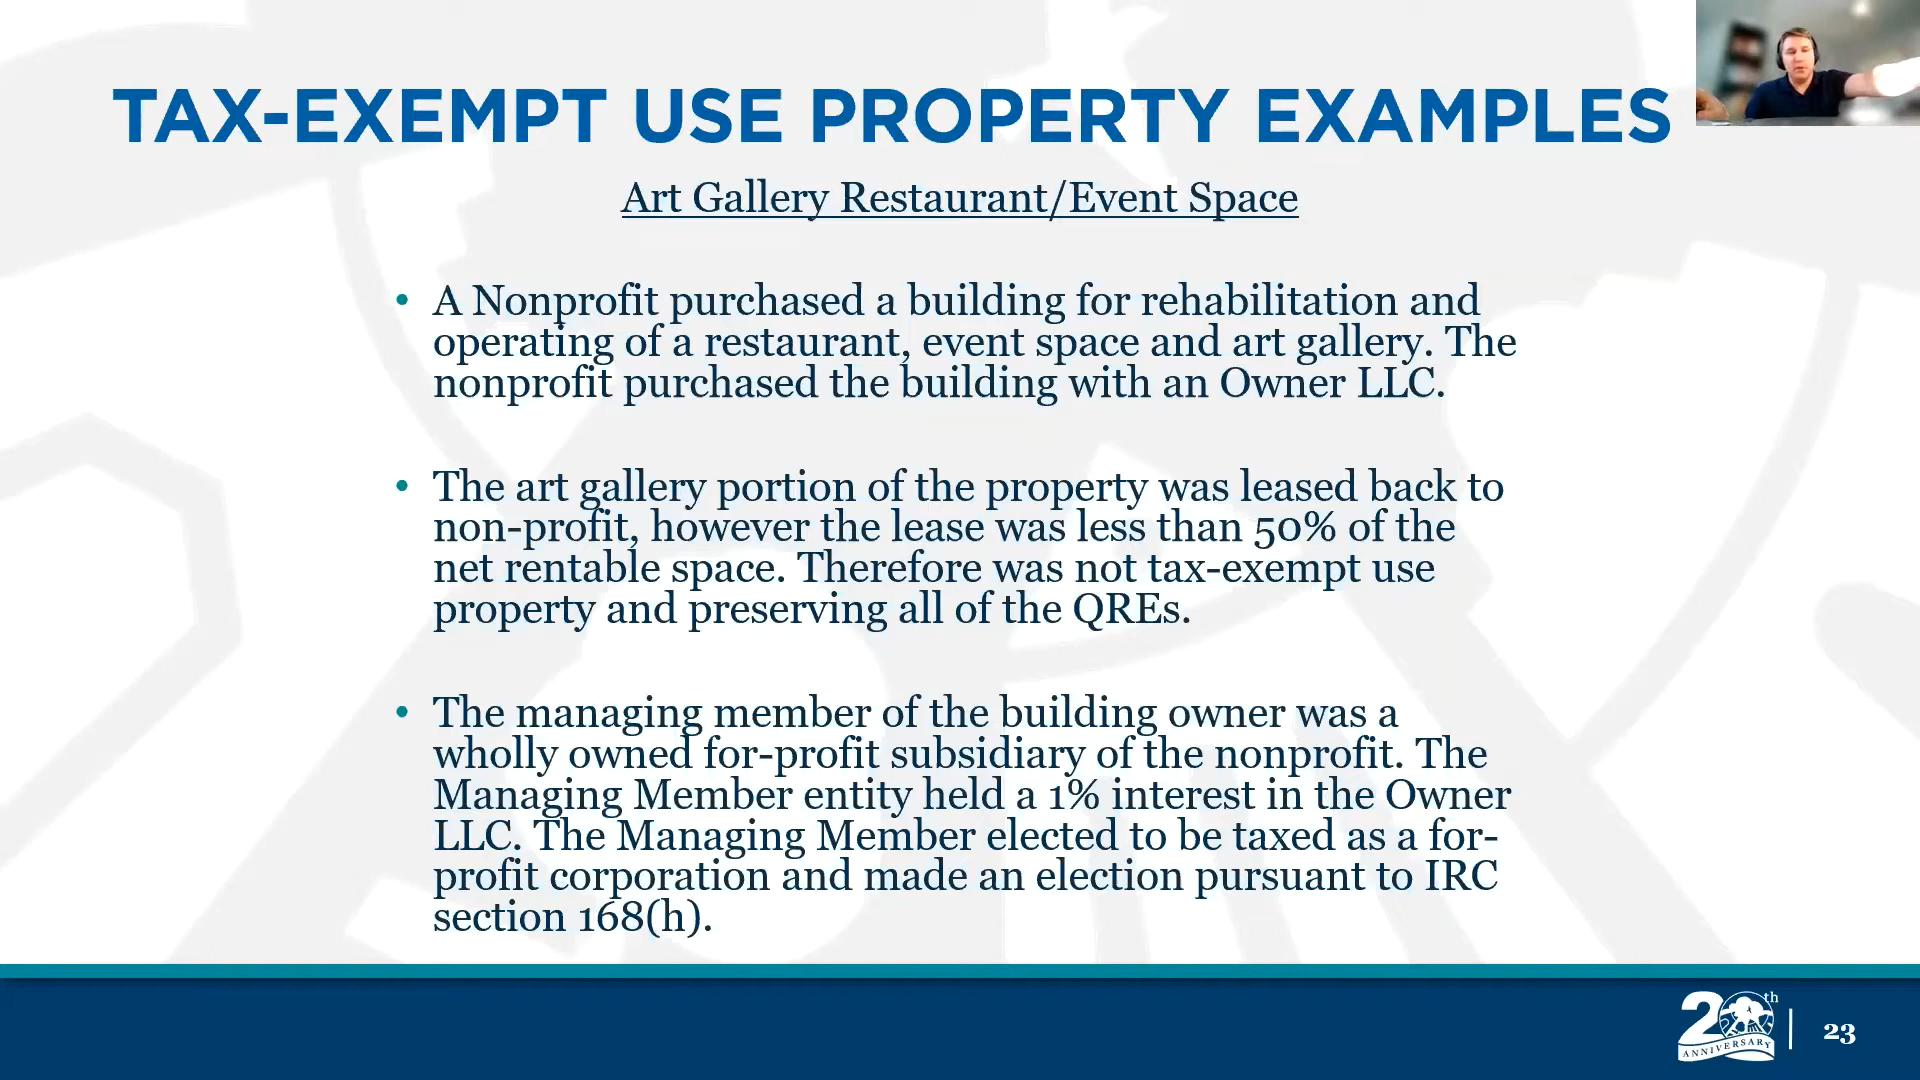 TAX-EXEMPT USE PROPERTY EXAMPLES
Art Gallery Restaurant/Event Space
• A Nonprofit purchased a building for rehabilitation and
operating of a restaurant, event space and art gallery. The
nonprofit purchased the building with an Owner LLC.
• The art gallery portion of the property was leased back to
non-profit, however the lease was less than 50% of the
net rentable space. Therefore was not tax-exempt use
property and preserving all of the QREs.
• The managing member of the building owner was a
wholly owned for-profit subsidiary of the nonprofit. The
Managing Member entity held a 1% interest in the Owner
LLC. The Managing Member elected to be taxed as a for-
profit corporation and made an election pursuant to IRC
section 168(h).
20th
ANNIVERSARY
23